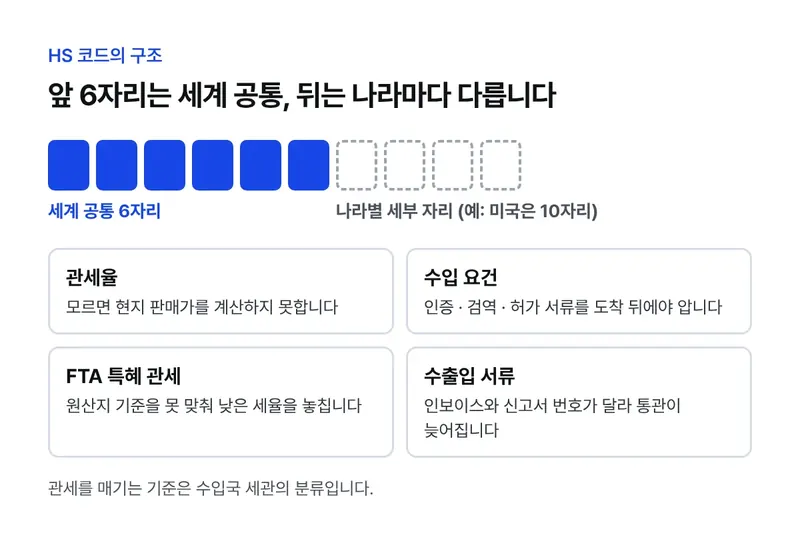 HS 코드의 구조
앞 6자리는 세계 공통, 뒤는 나라마다 다릅니다
세계 공통 6자리
나라별 세부 자리 (예: 미국은 10자리)
관세율
모르면 현지 판매가를 계산하지 못합니다
수입 요건
인증 · 검역 · 허가 서류를 도착 뒤에야 압니다
FTA 특혜 관세
원산지 기준을 못 맞춰 낮은 세율을 놓칩니다
수출입 서류
인보이스와 신고서 번호가 달라 통관이
늦어집니다
관세를 매기는 기준은 수입국 세관의 분류입니다.